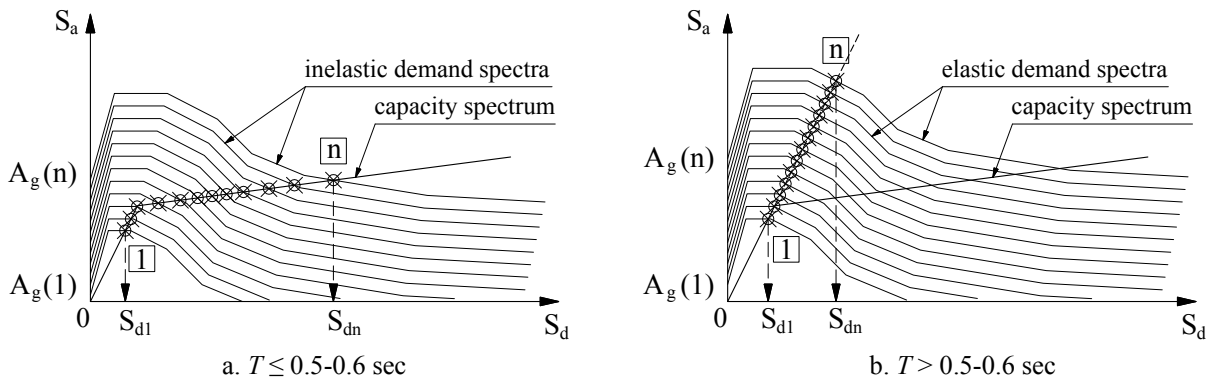 Sa
inelastic demand spectra
capacity spectrum
n
Ag(n)
1
Ag(1)
0
Sd1
Sdn
Sd
a. T ≤ 0.5-0.6 sec
Sa
n
elastic demand spectra
capacity spectrum
Ag(n)
1
Ag(1)
0
Sd1
Sdn
Sd
b. T > 0.5-0.6 sec